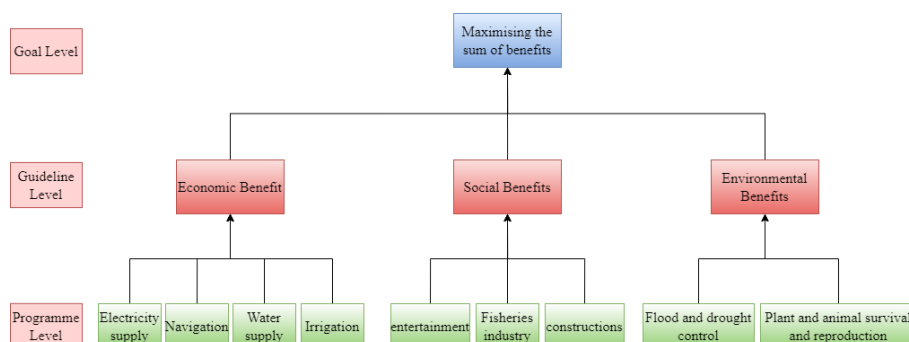 Goal Level
Maximising the
sum of benefits
Guideline
Level
Economic Benefit
Social Benefits
Environmental
Benefits
Programme
Level
Electricity
supply
Navigation
Water
supply
Irrigation
entertainment
Fisheries
industry
constructions
Flood and drought
control
Plant and animal survival
and reproduction